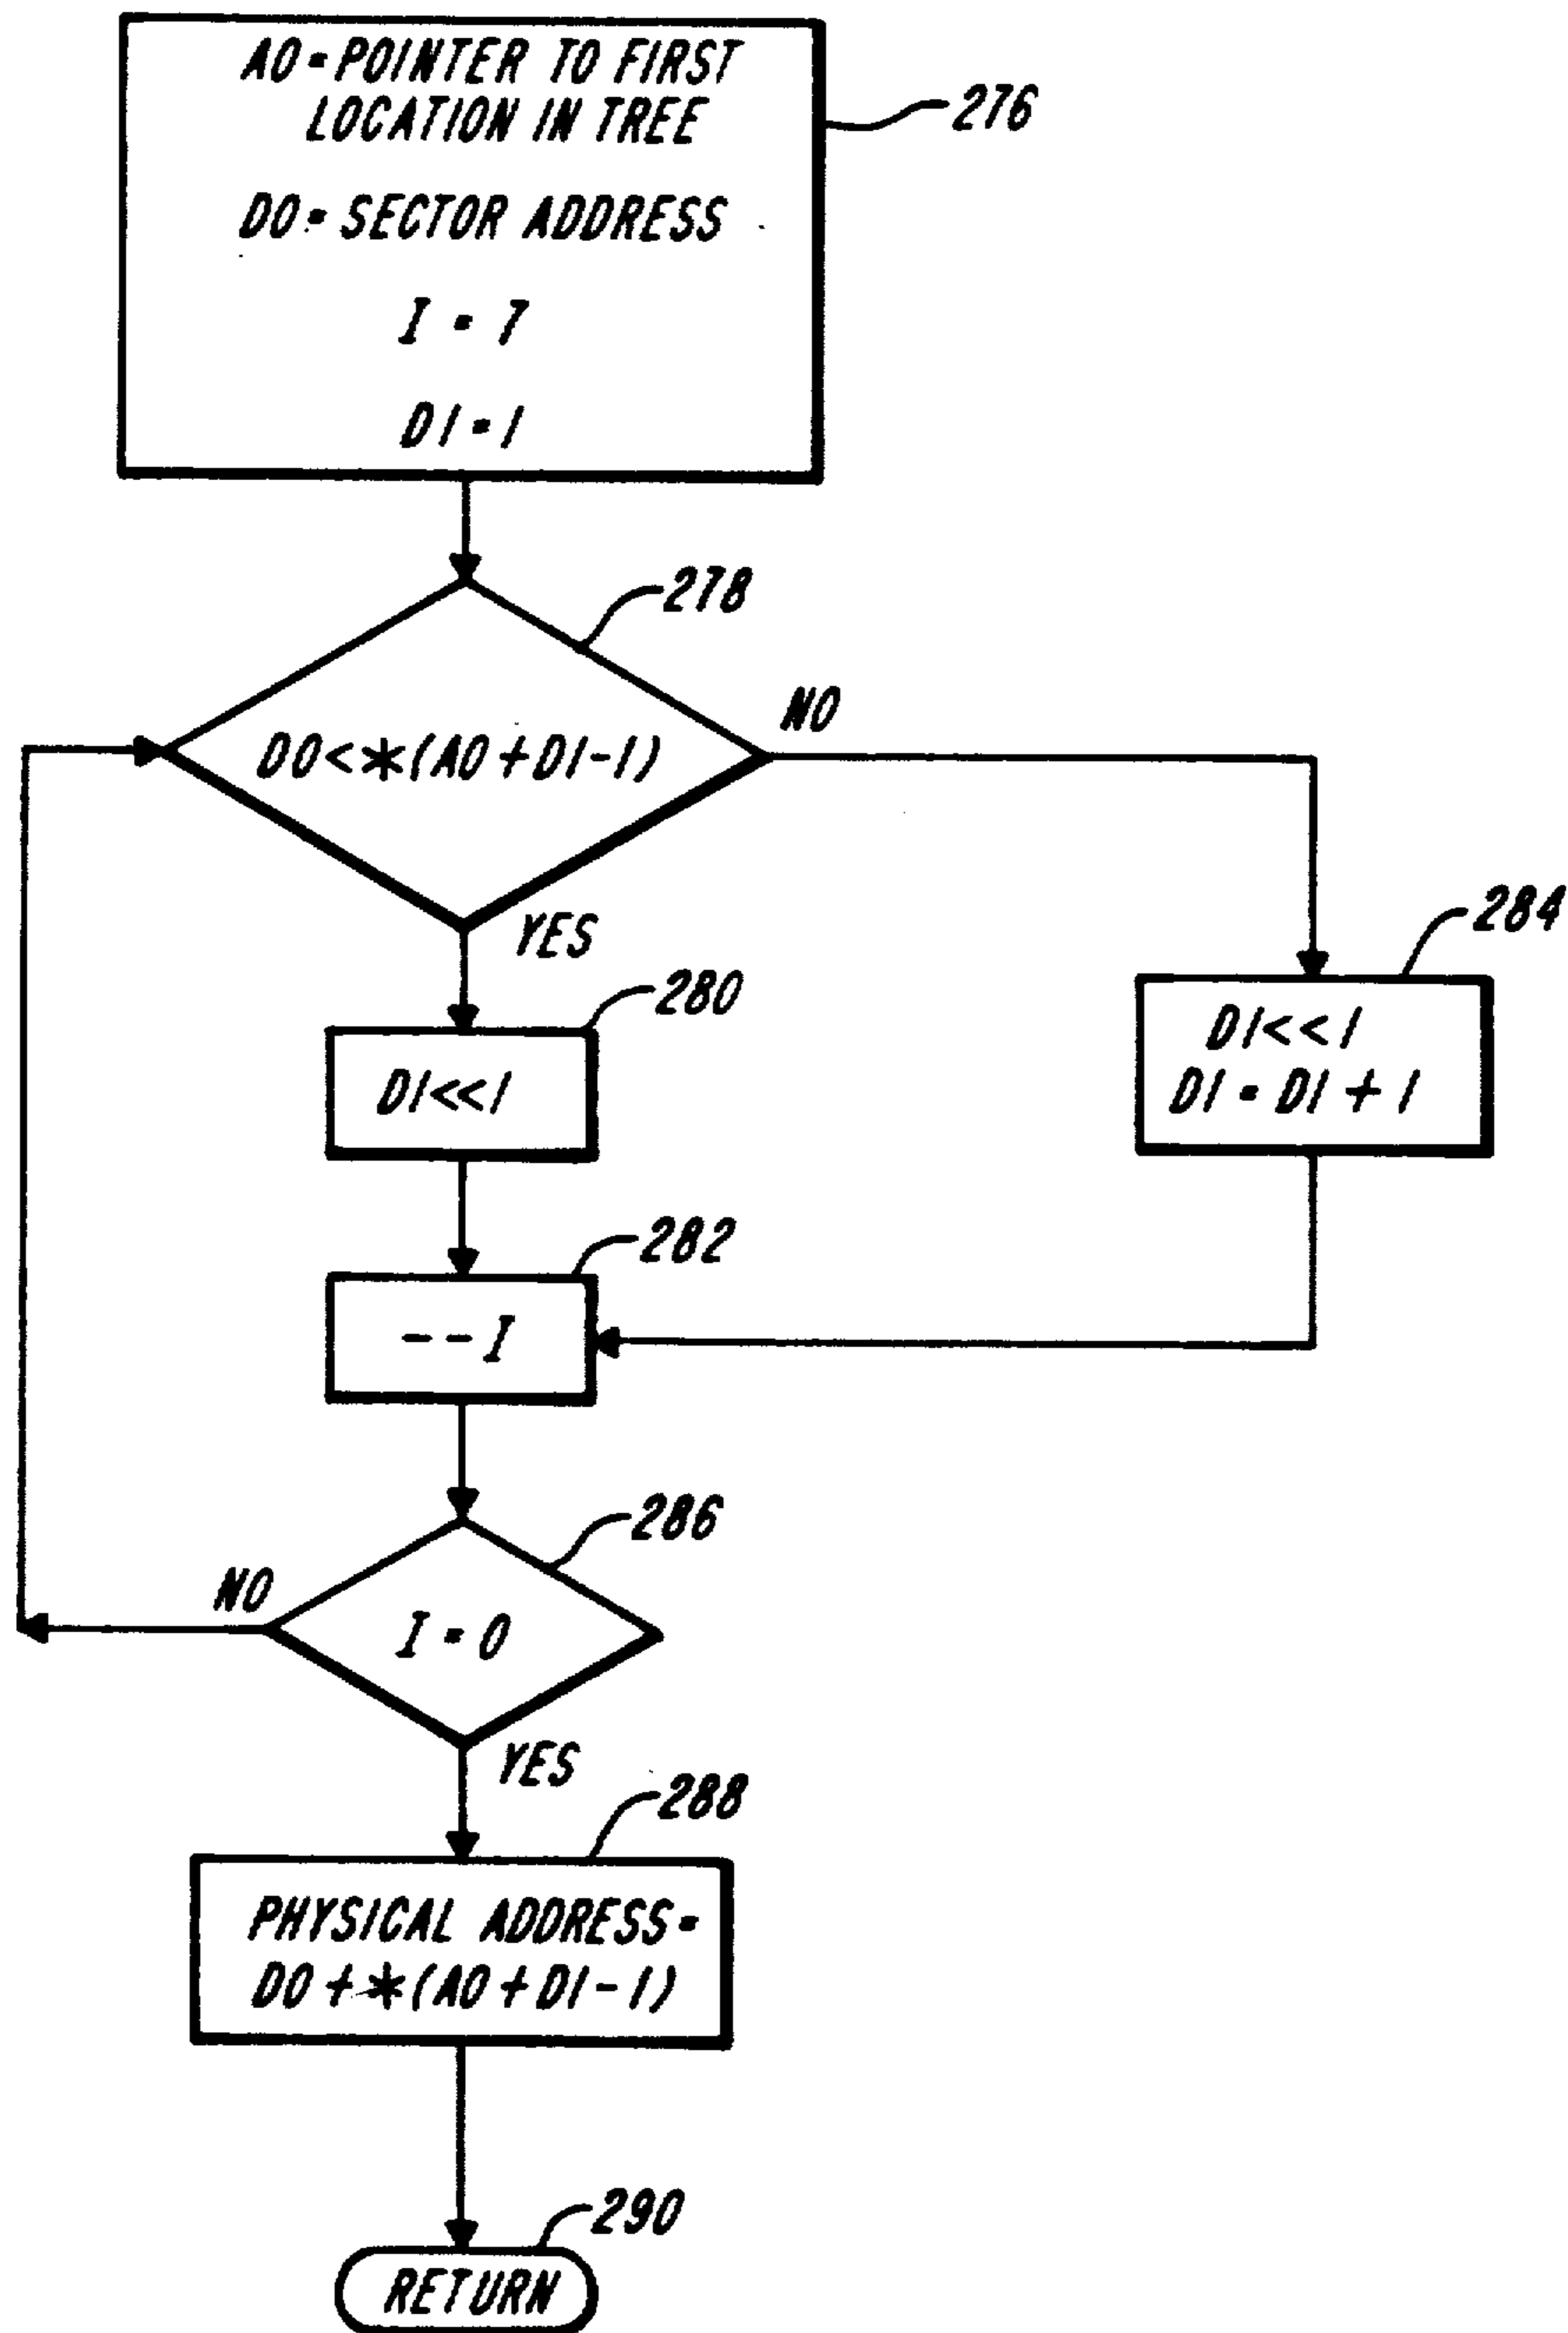 A0=POINTER TO FIRST
LOCATION IN TREE
276
D0=SECTOR ADDRESS
I=7
D1=1
278
NO
D0<*(A0+D1-1)
YES
284
280
D1<<1
D1=D1+1
D1<<1
282
--I
286
NO
I=0
YES
288
PHYSICAL ADDRESS=
D0+*(A0+D1-1)
290
RETURN